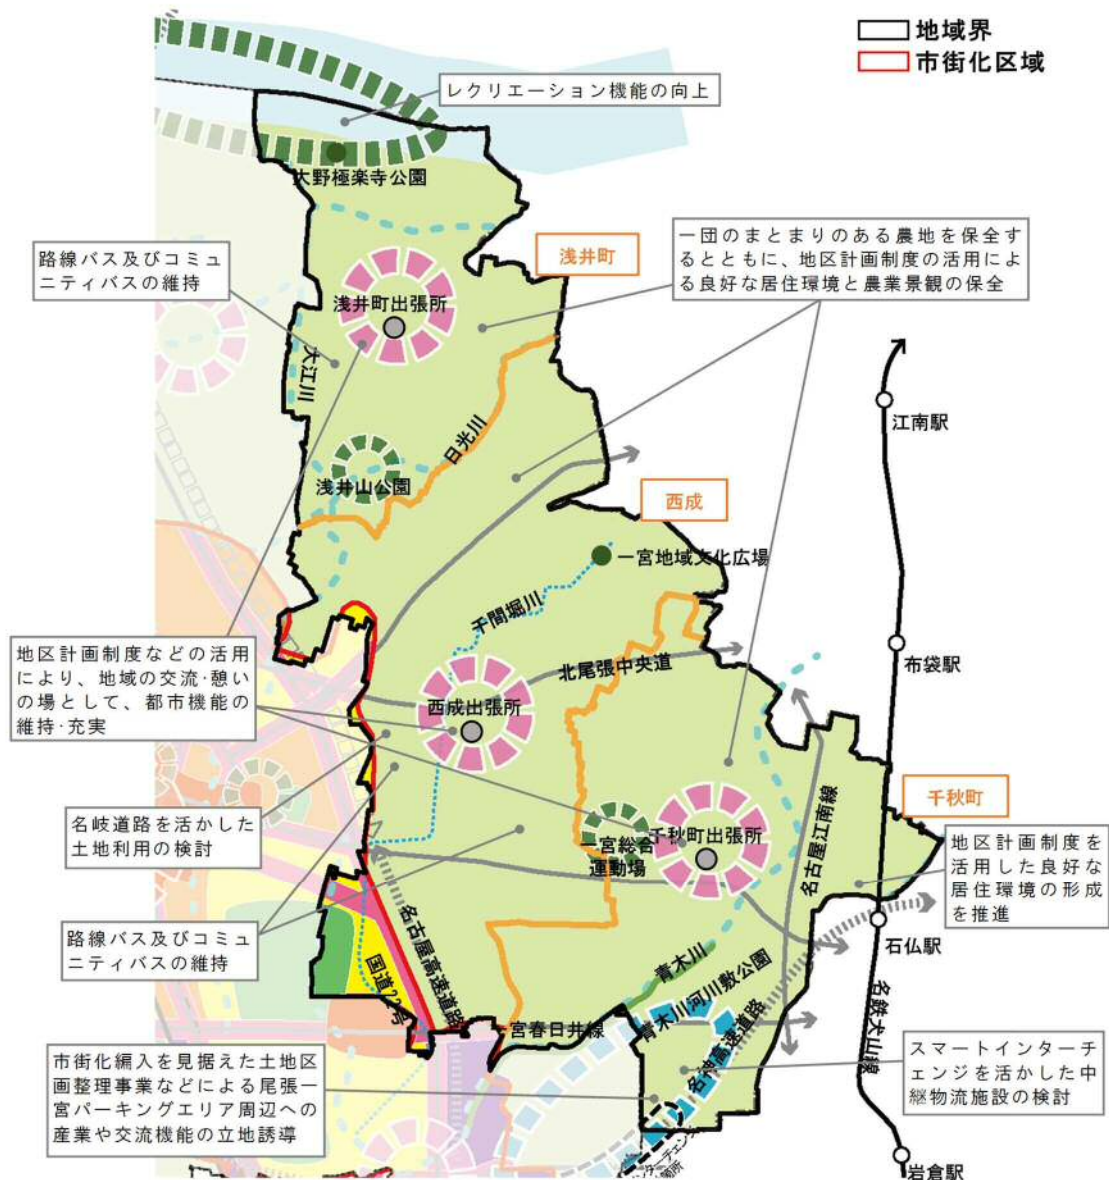 地域界
市街化区域
レクリエーション機能の向上
大野極楽寺公園
一団のまとまりのある農地を保全す
るとともに、地区計画制度の活用によ
る良好な居住環境と農業景観の保全
浅井町
路線バス及びコミュ
ニティバスの維持
浅井町出張所
大江川
江南駅
日光川
浅井山公園
西成
一宮地域文化広場
千間堀川
地区計画制度などの活用
により、地域の交流・憩い
の場として、都市機能の
維持・充実
布袋駅
北尾張中央道
西成出張所
千秋町
名岐道路を活かした
土地利用の検討
千秋町出張所
一宮総合
運動場
名古屋江南線
地区計画制度を
活用した良好な
居住環境の形成
を推進
路線バス及びコミュ
ニティバスの維持
石仏駅
名古屋高速道路
国道22号
青木川
青木川河川敷公園
名神高速道路
名鉄犬山線
宮春日井線
市街化編入を見据えた土地区
画整理事業などによる尾張一
宮パーキングエリア周辺への
産業や交流機能の立地誘導
スマートインターチ
ェンジを活かした中
継物流施設の検討
岩倉駅